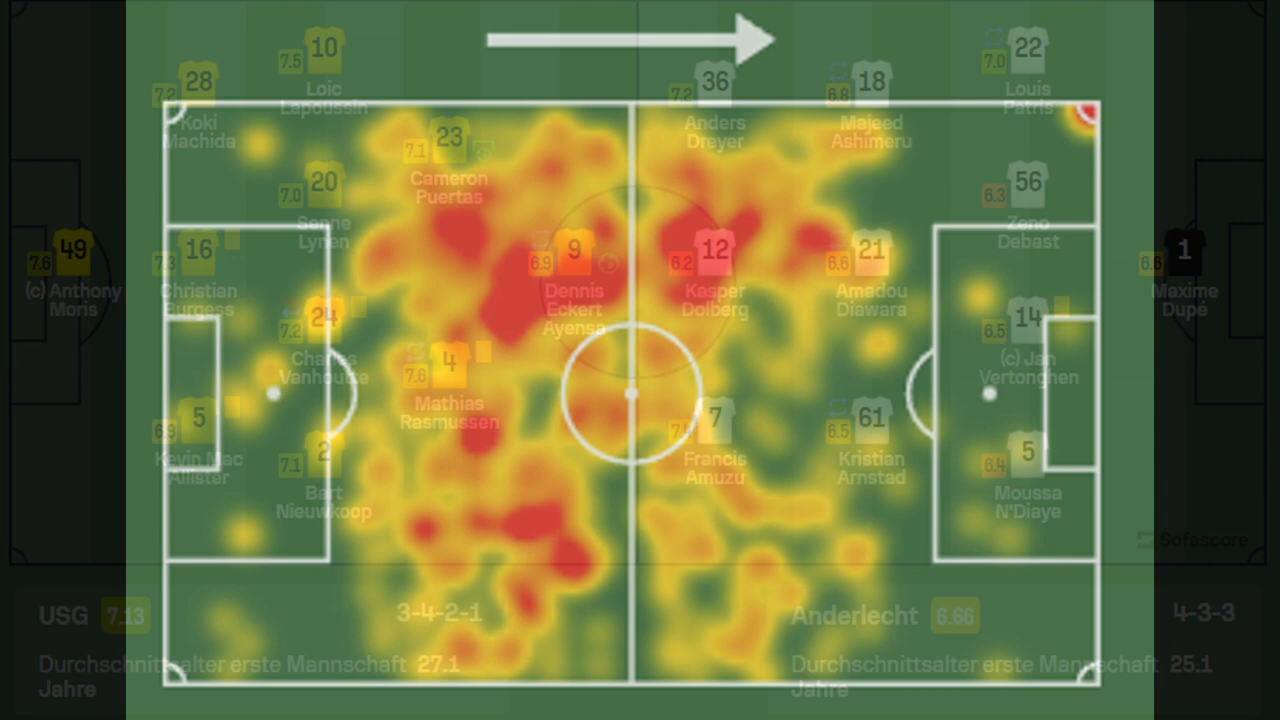 10
7.5
Loic
Lapoussin
28
7.2
Koki
Machida
23
7.1
Cameron
Puertas
20
7.0
Senne
Lynen
49
7.6
(c) Anthony
Moris
16
7.3
Christian
Burgess
9
6.9
Dennis
Eckert
Ayensa
24
7.2
Vanhoutte
4
7.6
Mathias
Rasmussen
5
6.9
Kevin Mac
Allister
2
7.1
Bart
Nieuwkoop
22
7.0
Louis
Patris
36
7.2
Anders
Dreyer
18
6.8
Majeed
Ashimeru
56
6.3
Zeno
Debast
12
6.2
Kasper
Dolberg
21
6.6
Amadou
Diawara
1
6.6
Maxime
Dupé
14
6.5
(c) Jan
Vertonghen
7
Francis
Amuzu
61
6.5
Kristian
Arnstad
5
6.4
Moussa
N'Diaye
Sofascore
USG 7.13 3-4-2-1
Durchschnittsalter erste Mannschaft 27.1
Jahre
Anderlecht 6.66 4-3-3
Durchschnittsalter erste Mannschaft 25.1
Jahre